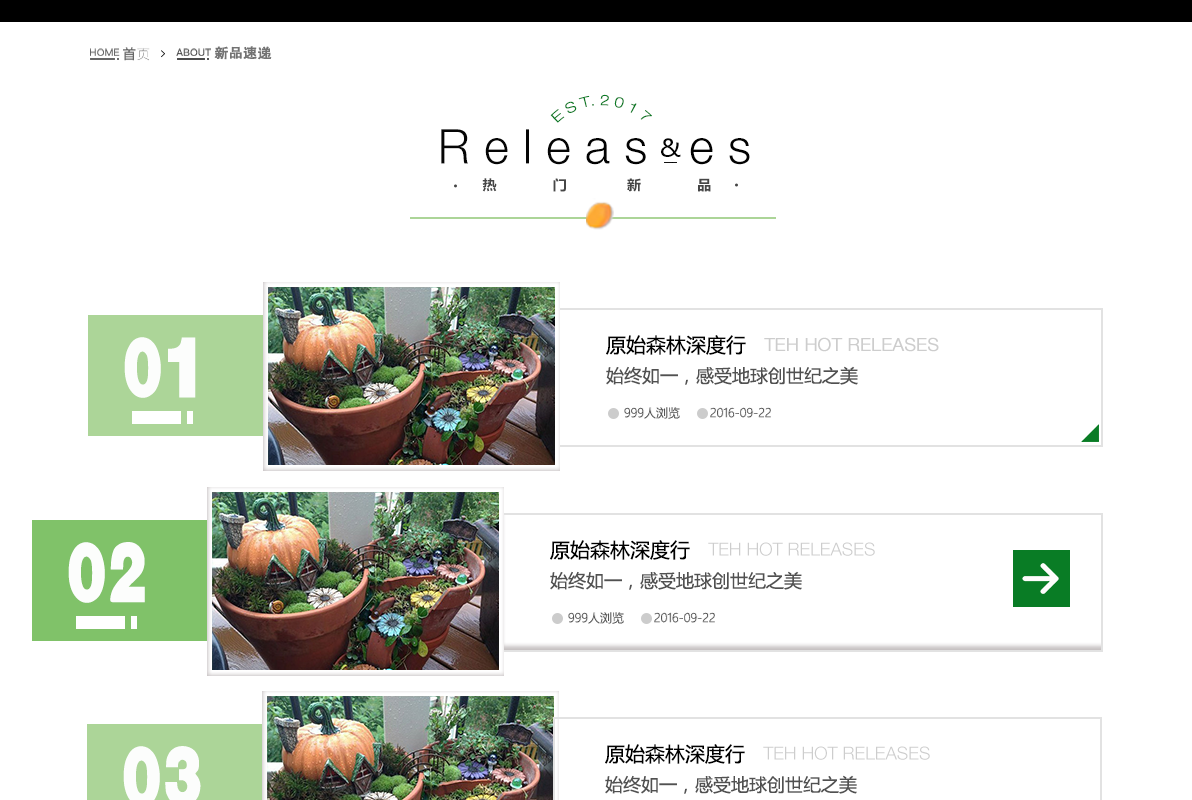 HOME 首页 > ABOUT 新品速递
EST.2017
Releas&es
· 热 门 新 品 ·
01
原始森林深度行 TEH HOT RELEASES
始终如一，感受地球创世纪之美
999人浏览 2016-09-22
02
原始森林深度行 TEH HOT RELEASES
始终如一，感受地球创世纪之美
999人浏览 2016-09-22
03
原始森林深度行 TEH HOT RELEASES
始终如一，感受地球创世纪之美